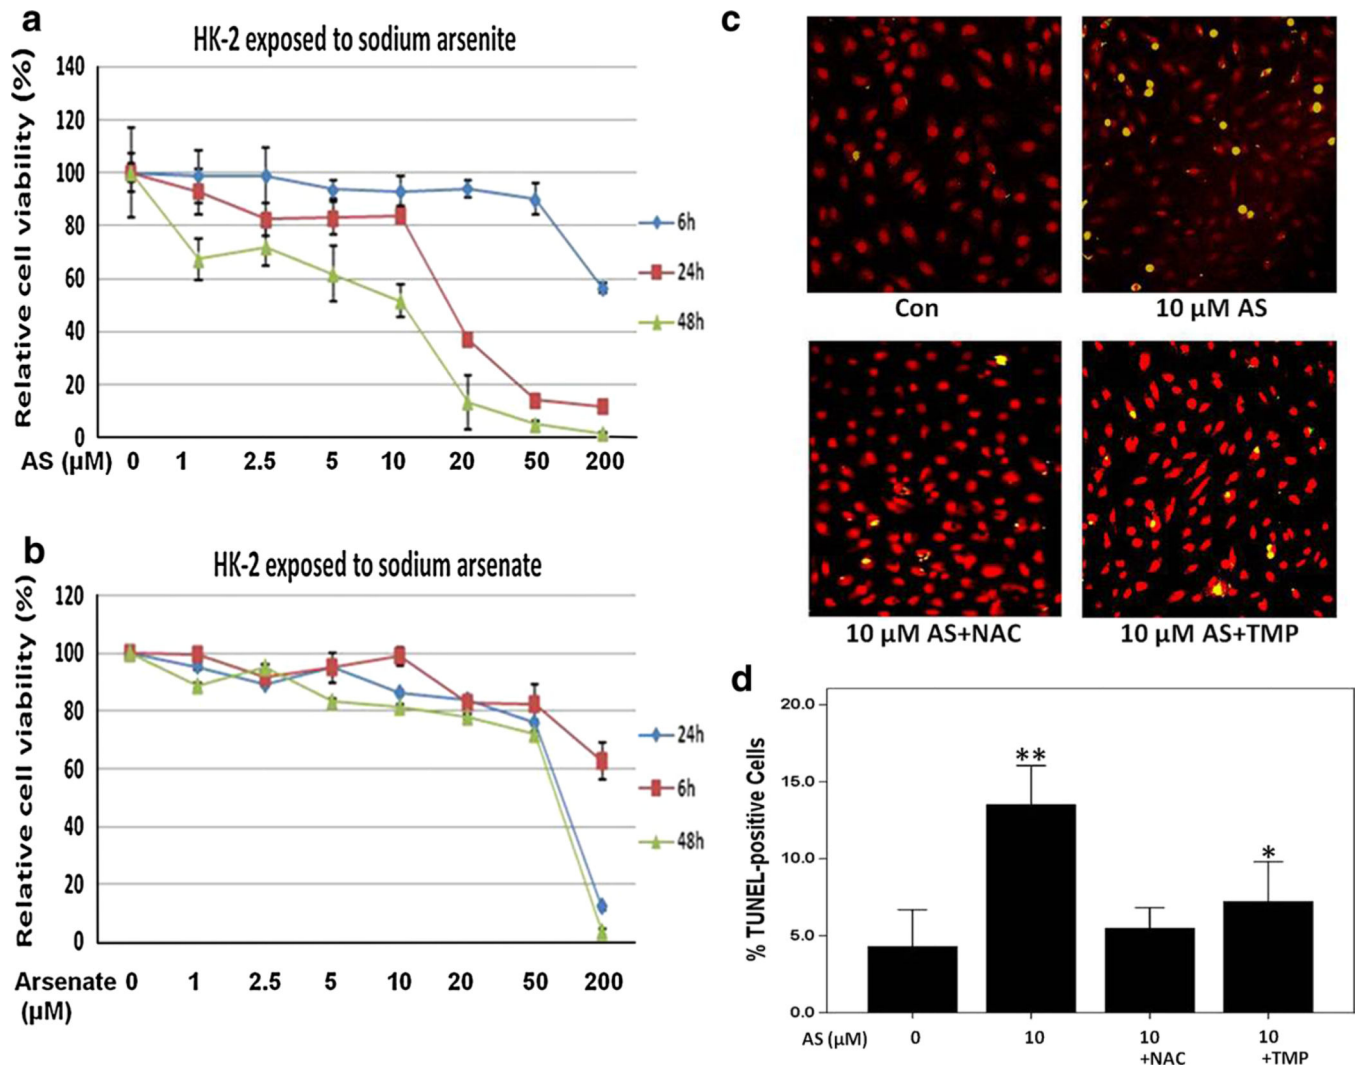 a
HK-2 exposed to sodium arsenite
Relative cell viability (%)
140
120
100
80
60
40
20
0
6h
24h
48h
AS (µM) 0 1 2.5 5 10 20 50 200
b
HK-2 exposed to sodium arsenate
Relative cell viability (%)
120
100
80
60
40
20
0
24h
6h
48h
Arsenate 0 1 2.5 5 10 20 50 200
(µM)
c
Con
10 µM AS
10 µM AS+NAC
10 µM AS+TMP
d
% TUNEL-positive Cells
20.0
15.0
10.0
5.0
0.0
**
*
AS (µM) 0 10 10 10
+NAC +TMP